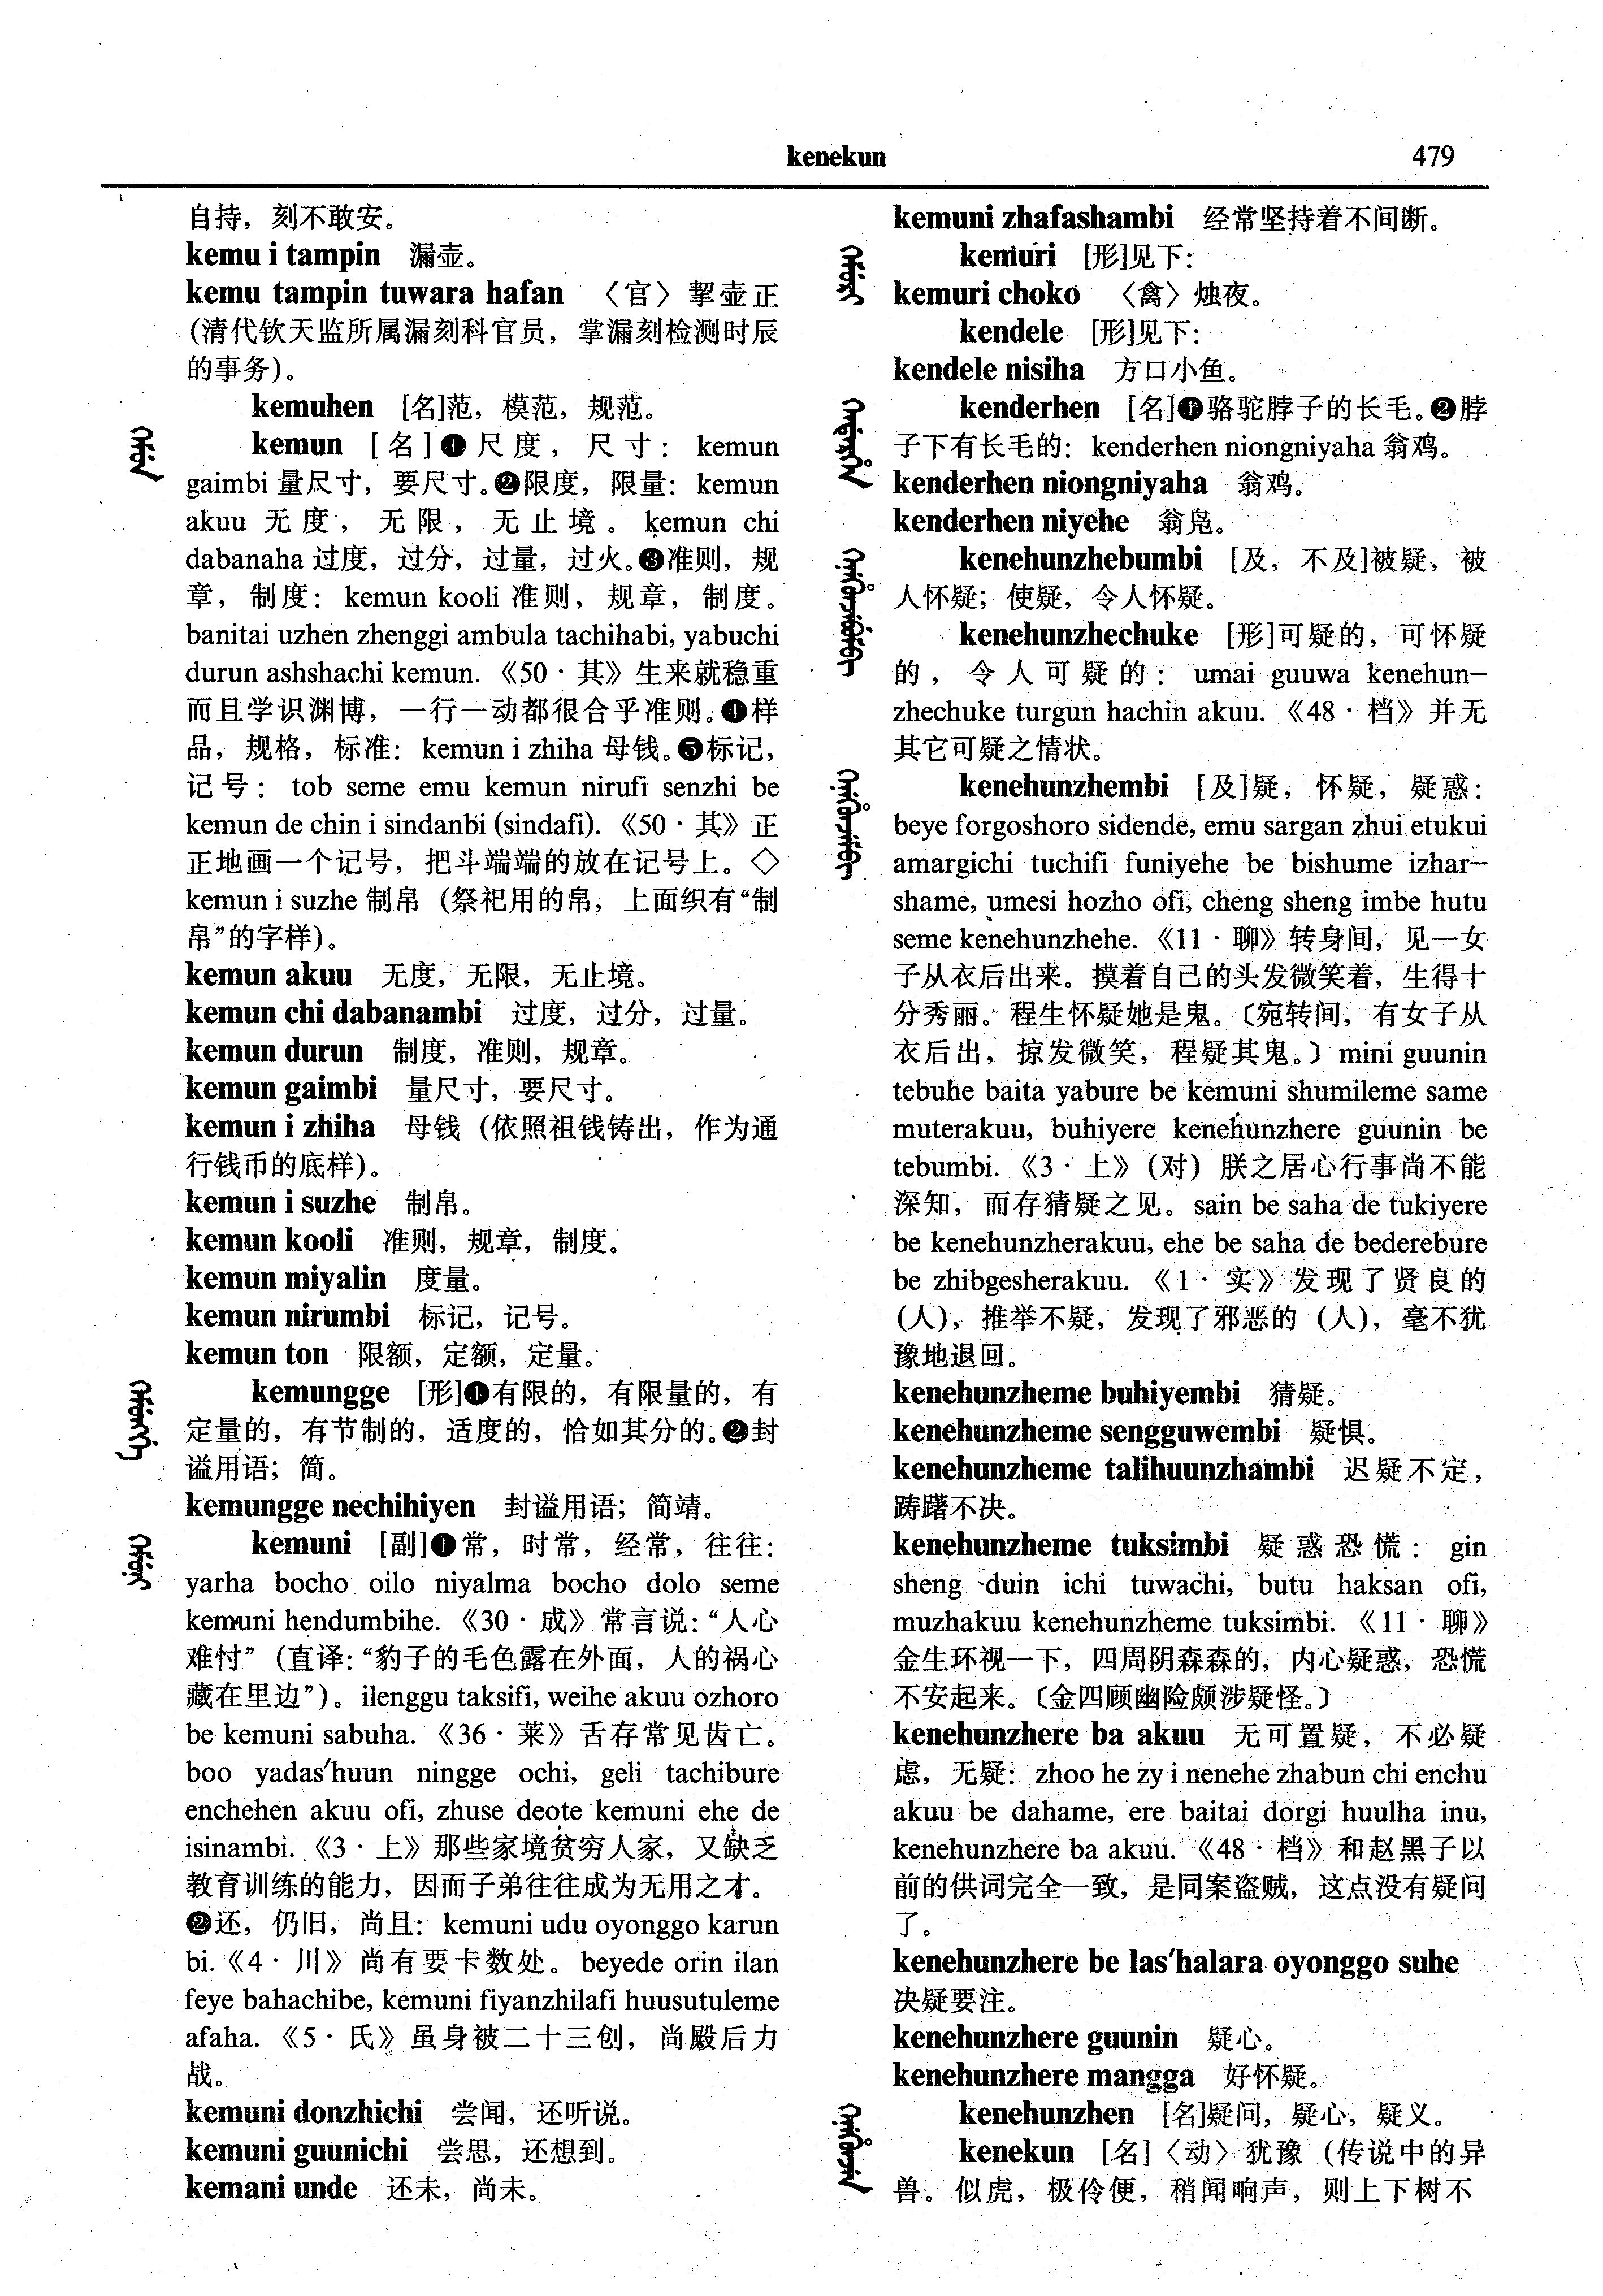 kenekun
479
自持，刻不敢安。
kemu i tampin 漏壶。
kemu tampin tuwara hafan 〈官〉挈壶正
(清代钦天监所属漏刻科官员，掌漏刻检测时辰
的事务)。
kemuhen [名]范，模范，规范。
kemun [名]❶尺度，尺寸：kemun
gaimbi 量尺寸，要尺寸。❷限度，限量：kemun
akuu 无度，无限，无止境。kemun chi
dabanaha 过度，过分，过量，过火。❸准则，规
章，制度：kemun kooli 准则，规章，制度。
banitai uzhen zhenggi ambula tachihabi, yabuchi
durun ashshachi kemun.《50·其》生来就稳重
而且学识渊博，一行一动都很合乎准则。❹样
品，规格，标准：kemun i zhiha 母钱。❺标记，
记号：tob seme emu kemun nirufi senzhi be
kemun de chin i sindanbi (sindafi).《50·其》正
正地画一个记号，把斗端端的放在记号上。◇
kemun i suzhe 制帛（祭祀用的帛，上面织有“制
帛”的字样)。
kemun akuu 无度，无限，无止境。
kemun chi dabanambi 过度，过分，过量。
kemun durun 制度，准则，规章。
kemun gaimbi 量尺寸，要尺寸。
kemun i zhiha 母钱（依照祖钱铸出，作为通
行钱币的底样)。
kemun i suzhe 制帛。
kemun kooli 准则，规章，制度。
kemun miyalin 度量。
kemun nirumbi 标记，记号。
kemun ton 限额，定额，定量。
kemungge [形]❶有限的，有限量的，有
定量的，有节制的，适度的，恰如其分的。❷封
谥用语；简。
kemungge nechihiyen 封谥用语；简靖。
kemuni [副]❶常，时常，经常，往往：
yarha bocho oilo niyalma bocho dolo seme
kemuni hendumbihe.《30·成》常言说：“人心
难忖”（直译：“豹子的毛色露在外面，人的祸心
藏在里边”)。ilenggu taksifi, weihe akuu ozhoro
be kemuni sabuha.《36·莱》舌存常见齿亡。
boo yadas'huun ningge ochi, geli tachibure
enchehen akuu ofi, zhuse deote kemuni ehe de
isinambi.《3·上》那些家境贫穷人家，又缺乏
教育训练的能力，因而子弟往往成为无用之才。
❷还，仍旧，尚且：kemuni udu oyonggo karun
bi.《4·川》尚有要卡数处。beyede orin ilan
feye bahachibe, kemuni fiyanzhilafi huusutuleme
afaha.《5·氏》虽身被二十三创，尚殿后力
战。
kemuni donzhichi 尝闻，还听说。
kemuni guunichi 尝思，还想到。
kemani unde 还未，尚未。
kemuni zhafashambi 经常坚持着不间断。
kemuri [形]见下：
kemuri choko 〈禽〉烛夜。
kendele [形]见下：
kendele nisiha 方口小鱼。
kenderhen [名]❶骆驼脖子的长毛。❷脖
子下有长毛的：kenderhen niongniyaha 翁鸡。
kenderhen niongniyaha 翁鸡。
kenderhen niyehe 翁凫。
kenehunzhebumbi [及，不及]被疑，被
人怀疑；使疑，令人怀疑。
kenehunzhechuke [形]可疑的，可怀疑
的，令人可疑的：umai guuwa kenehun-
zhechuke turgun hachin akuu.《48·档》并无
其它可疑之情状。
kenehunzhembi [及]疑，怀疑，疑惑：
beye forgoshoro sidende, emu sargan zhui etukui
amargichi tuchifi funiyehe be bishume izhar-
shame, umesi hozho ofi, cheng sheng imbe hutu
seme kenehunzhehe.《11·聊》转身间，见一女
子从衣后出来。摸着自己的头发微笑着，生得十
分秀丽。程生怀疑她是鬼。〔宛转间，有女子从
衣后出，掠发微笑，程疑其鬼。〕mini guunin
tebuhe baita yabure be kemuni shumileme same
muterakuu, buhiyere kenehunzhere guunin be
tebumbi.《3·上》（对）朕之居心行事尚不能
深知，而存猜疑之见。sain be saha de tukiyere
be kenehunzherakuu, ehe be saha de bederebure
be zhibgesherakuu.《1·实》发现了贤良的
(人)，推举不疑，发现了邪恶的（人)，毫不犹
豫地退回。
kenehunzheme buhiyembi 猜疑。
kenehunzheme sengguwembi 疑惧。
kenehunzheme talihuunzhambi 迟疑不定，
踌躇不决。
kenehunzheme tuksimbi 疑惑恐慌：gin
sheng duin ichi tuwachi, butu haksan ofi,
muzhakuu kenehunzheme tuksimbi.《11·聊》
金生环视一下，四周阴森森的，内心疑惑，恐慌
不安起来。〔金四顾幽险颇涉疑怪。〕
kenehunzhere ba akuu 无可置疑，不必疑
虑，无疑：zhoo he zy i nenehe zhabun chi enchu
akuu be dahame, ere baitai dorgi huulha inu,
kenehunzhere ba akuu.《48·档》和赵黑子以
前的供词完全一致，是同案盗贼，这点没有疑问
了。
kenehunzhere be las'halara oyonggo suhe
决疑要注。
kenehunzhere guunin 疑心。
kenehunzhere mangga 好怀疑。
kenehunzhen [名]疑问，疑心，疑义。
kenekun [名]〈动〉犹豫（传说中的异
兽。似虎，极伶便，稍闻响声，则上下树不